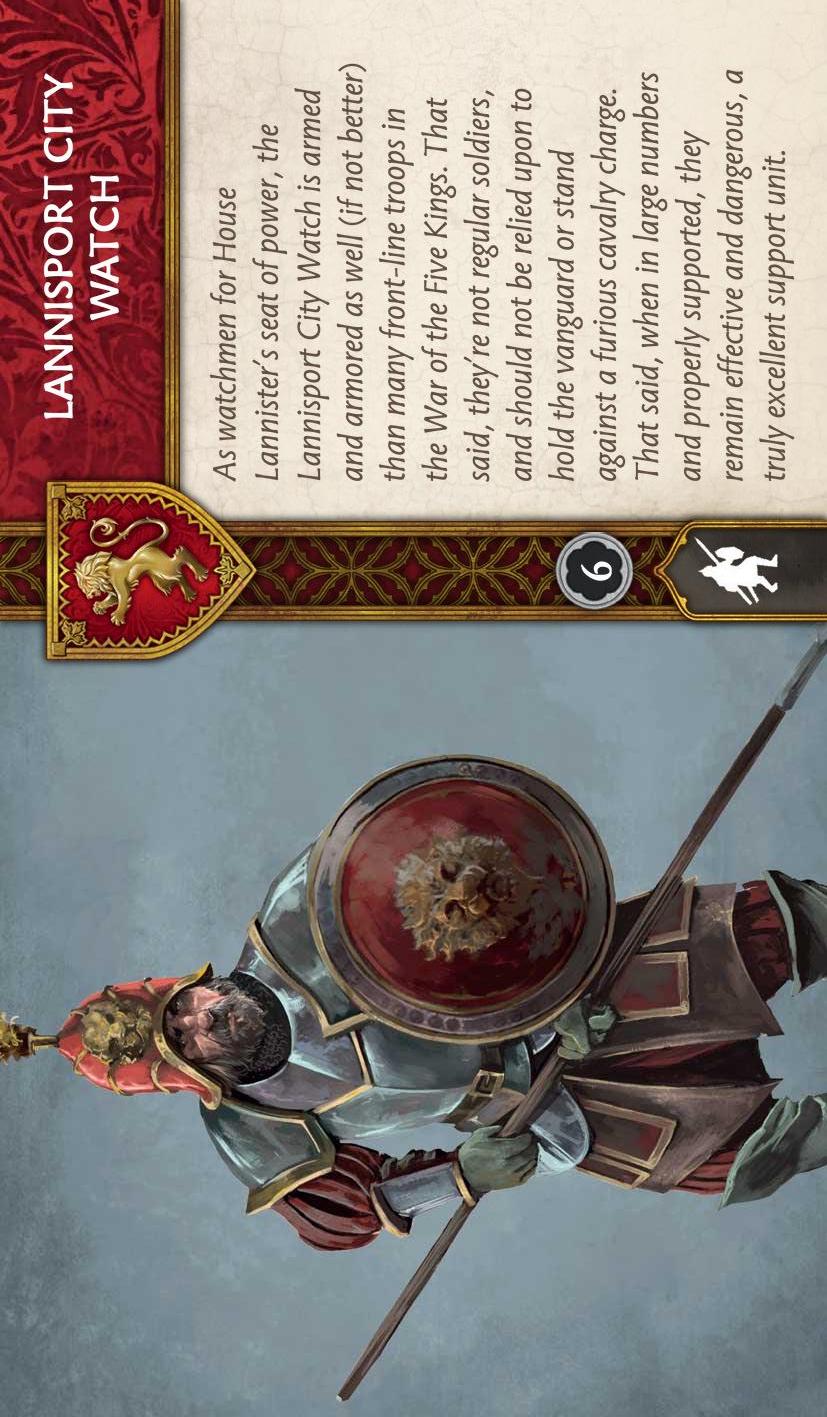 LANNISPORT CITY
WATCH
As watchmen for House
Lannister's seat of power, the
Lannisport City Watch is armed
and armored as well (if not better)
than many front-line troops in
the War of the Five Kings. That
said, they're not regular soldiers,
and should not be relied upon to
hold the vanguard or stand
against a furious cavalry charge.
That said, when in large numbers
and properly supported, they
remain effective and dangerous, a
truly excellent support unit.
6